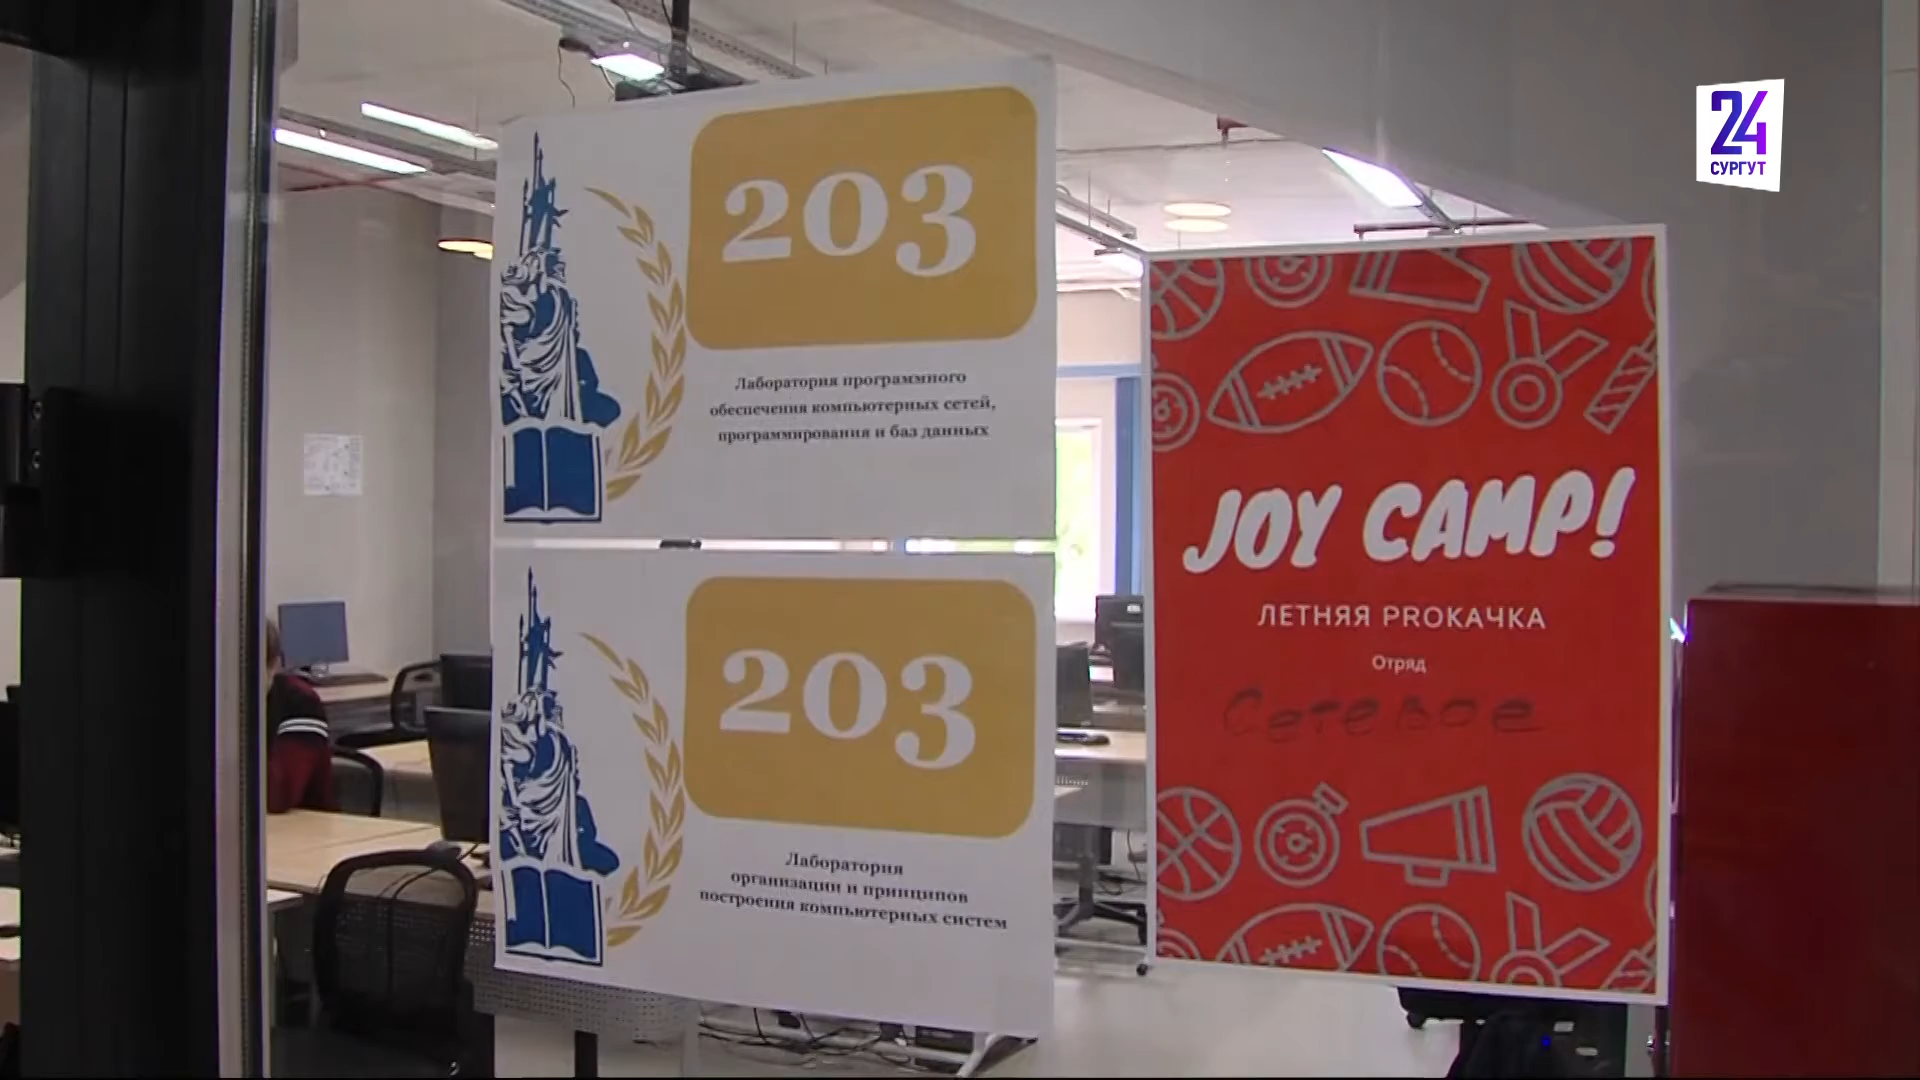 24
СУРГУТ
203
Лаборатория программного
обеспечения компьютерных сетей,
программирования и баз данных
203
Лаборатория
организации и принципов
построения компьютерных систем
JOY CAMP!
ЛЕТНЯЯ PROКАЧКА
Отряд
Сетевое